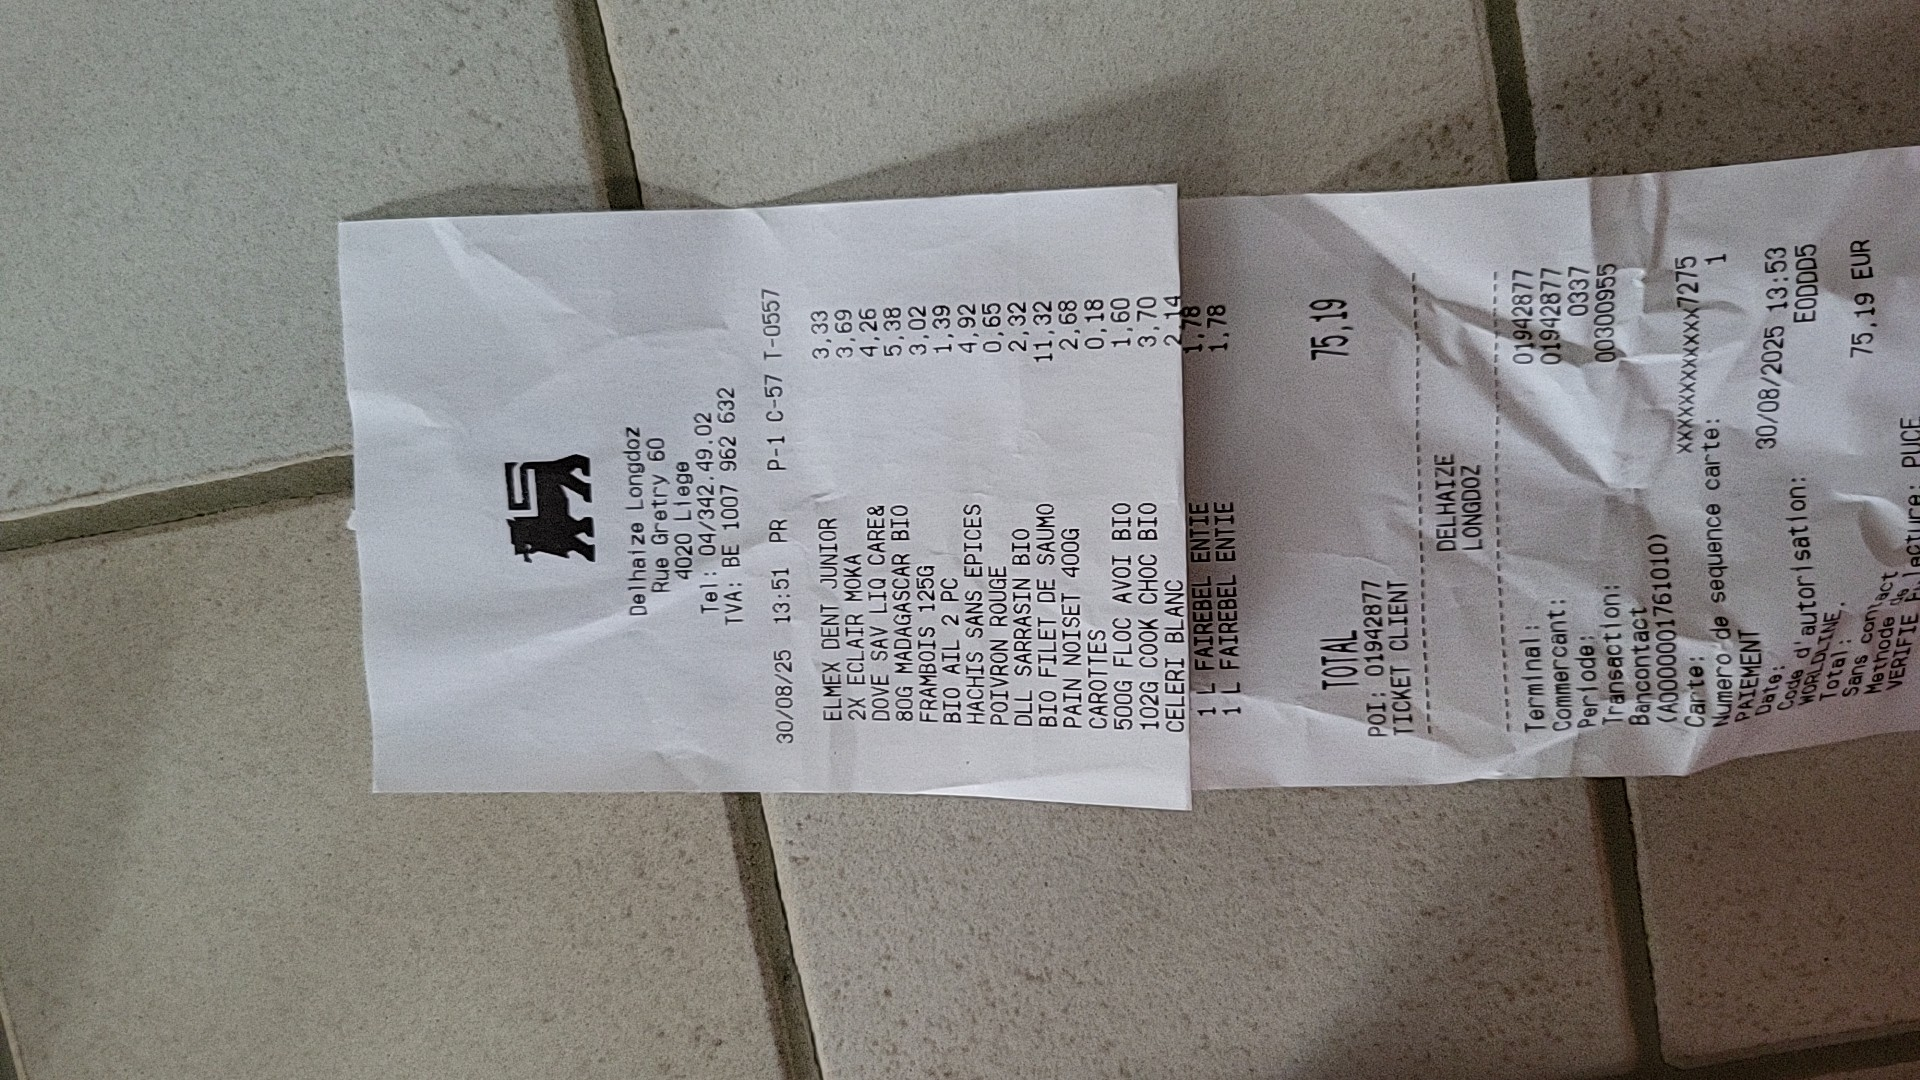 Delhaize Longdoz
Rue Gretry 60
4020 Liege
Tel: 04/342.49.02
TVA: BE 1007 962 632
30/08/25 13:51 PR P-1 C-57 T-0557
ELMEX DENT JUNIOR 3,33
2X ECLAIR MOKA 3,69
DOVE SAV LIQ CARE& 4,26
80G MADAGASCAR BIO 5,38
FRAMBOIS 125G 3,02
BIO AIL 2 PC 1,39
HACHIS SANS EPICES 4,92
POIVRON ROUGE 0,65
DLL SARRASIN BIO 2,32
BIO FILET DE SAUMO 11,32
PAIN NOISET 400G 2,68
CAROTTES 0,18
500G FLOC AVOI BIO 1,60
102G COOK CHOC BIO 3,70
CELERI BLANC 2,14
1 L FAIREBEL ENTIE 1,78
1 L FAIREBEL ENTIE 1,78
TOTAL 75,19
POI: 01942877
TICKET CLIENT
DELHAIZE
LONGDOZ
Terminal: 01942877
Commercant: 01942877
Periode: 0337
Transaction: 00300955
Bancontact
(A0000001761010)
Carte: xxxxxxxxxxxxx7275
Numero de sequence carte: 1
PAIEMENT
Date: 30/08/2025 13:53
Code d'autorisation: E0DDD5
WORLDLINE.
Total: 75,19 EUR
Sans contact
Methode de lecture: PUCE
VERIFIE